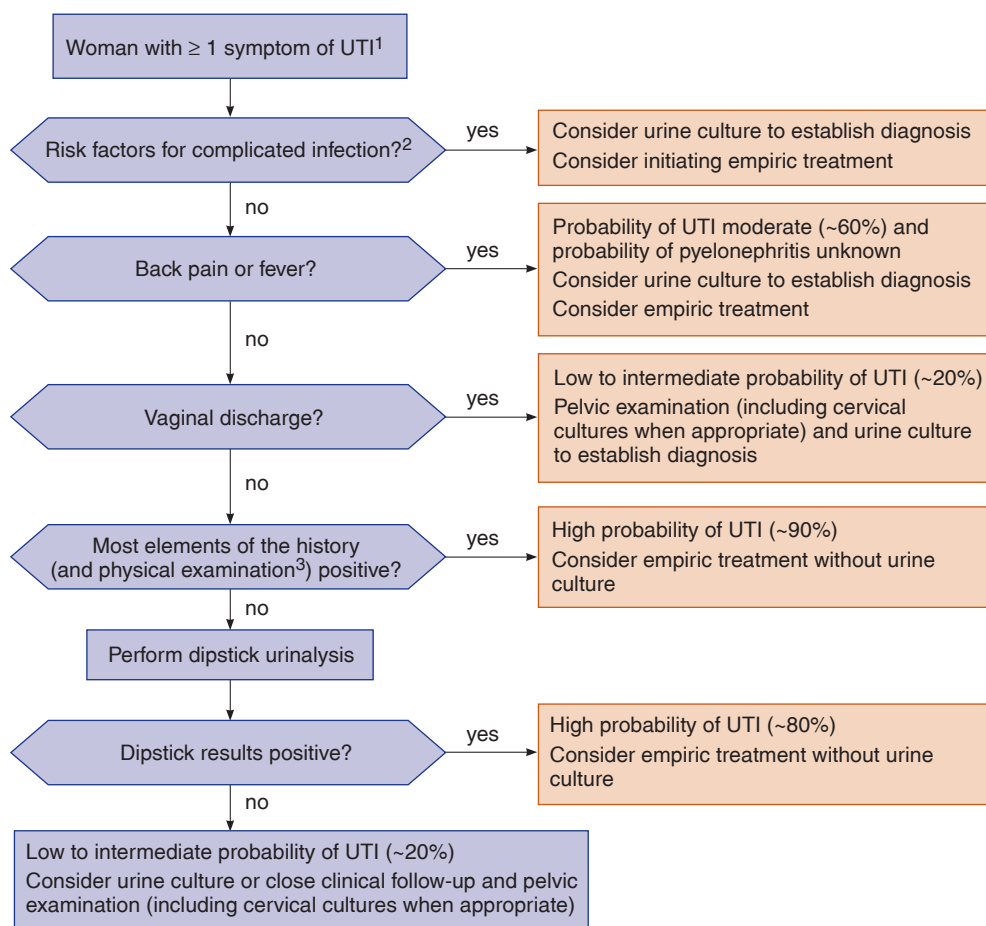 Woman with ≥ 1 symptom of UTI¹
Risk factors for complicated infection?²
yes
Consider urine culture to establish diagnosis
Consider initiating empiric treatment
no
Back pain or fever?
yes
Probability of UTI moderate (~60%) and
probability of pyelonephritis unknown
Consider urine culture to establish diagnosis
Consider empiric treatment
no
Vaginal discharge?
yes
Low to intermediate probability of UTI (~20%)
Pelvic examination (including cervical
cultures when appropriate) and urine culture
to establish diagnosis
no
Most elements of the history
(and physical examination³) positive?
yes
High probability of UTI (~90%)
Consider empiric treatment without urine
culture
no
Perform dipstick urinalysis
Dipstick results positive?
yes
High probability of UTI (~80%)
Consider empiric treatment without urine
culture
no
Low to intermediate probability of UTI (~20%)
Consider urine culture or close clinical follow-up and pelvic
examination (including cervical cultures when appropriate)